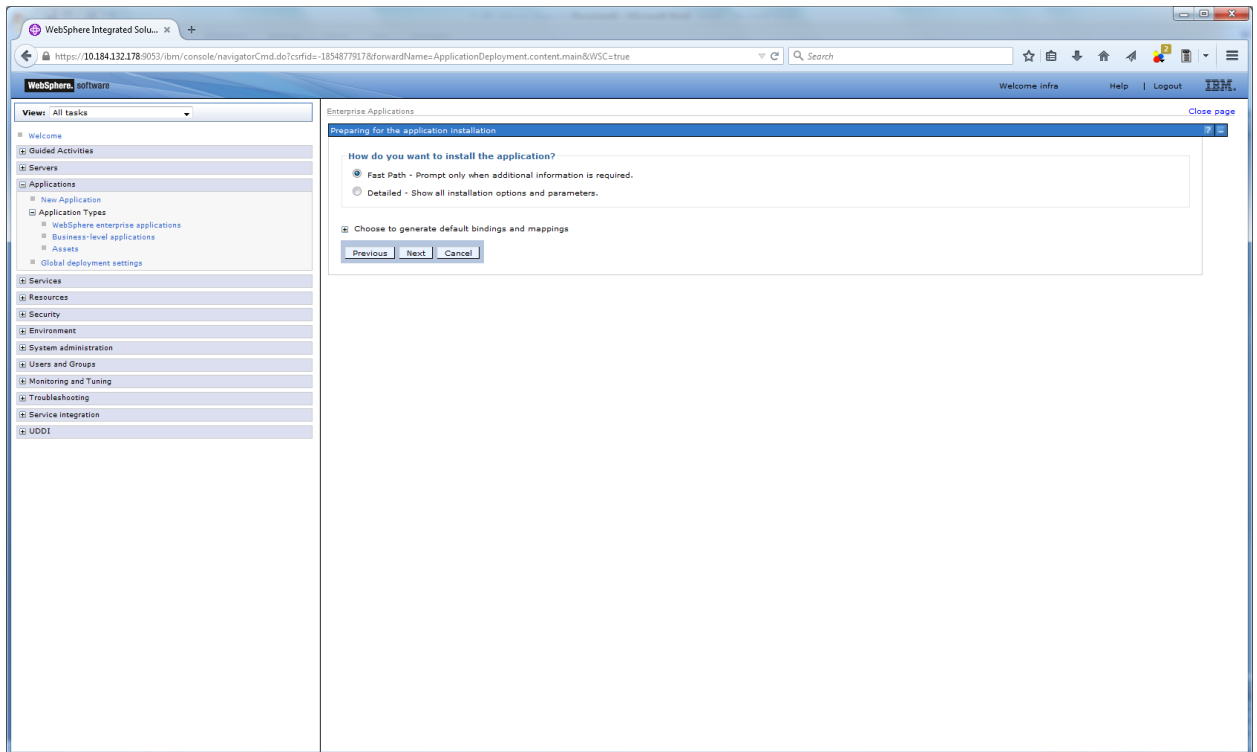 WebSphere Integrated Solu... × +
https://10.184.132.178:9053/ibm/console/navigatorCmd.do?csrfid=-1854877917&forwardName=ApplicationDeployment.content.main&WSC=true
Search
2
WebSphere. software
Welcome infra
Help | Logout
IBM.
View: All tasks
Welcome
Guided Activities
Servers
Applications
New Application
Application Types
WebSphere enterprise applications
Business-level applications
Assets
Global deployment settings
Services
Resources
Security
Environment
System administration
Users and Groups
Monitoring and Tuning
Troubleshooting
Service integration
UDDI
Enterprise Applications
Close page
Preparing for the application installation
? –
How do you want to install the application?
Fast Path - Prompt only when additional information is required.
Detailed - Show all installation options and parameters.
Choose to generate default bindings and mappings
Previous Next Cancel